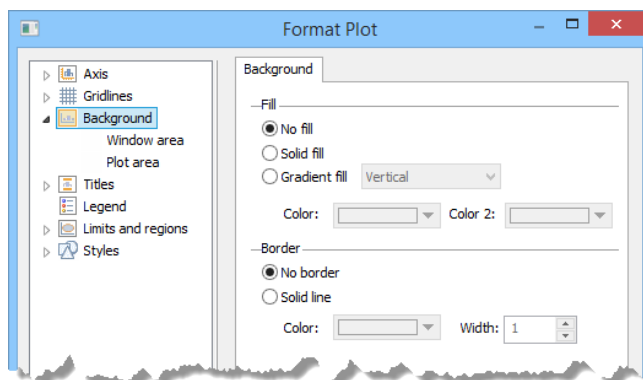 Format Plot
Axis
Gridlines
Background
Window area
Plot area
Titles
Legend
Limits and regions
Styles
Background
Fill
No fill
Solid fill
Gradient fill Vertical
Color: Color 2:
Border
No border
Solid line
Color: Width: 1